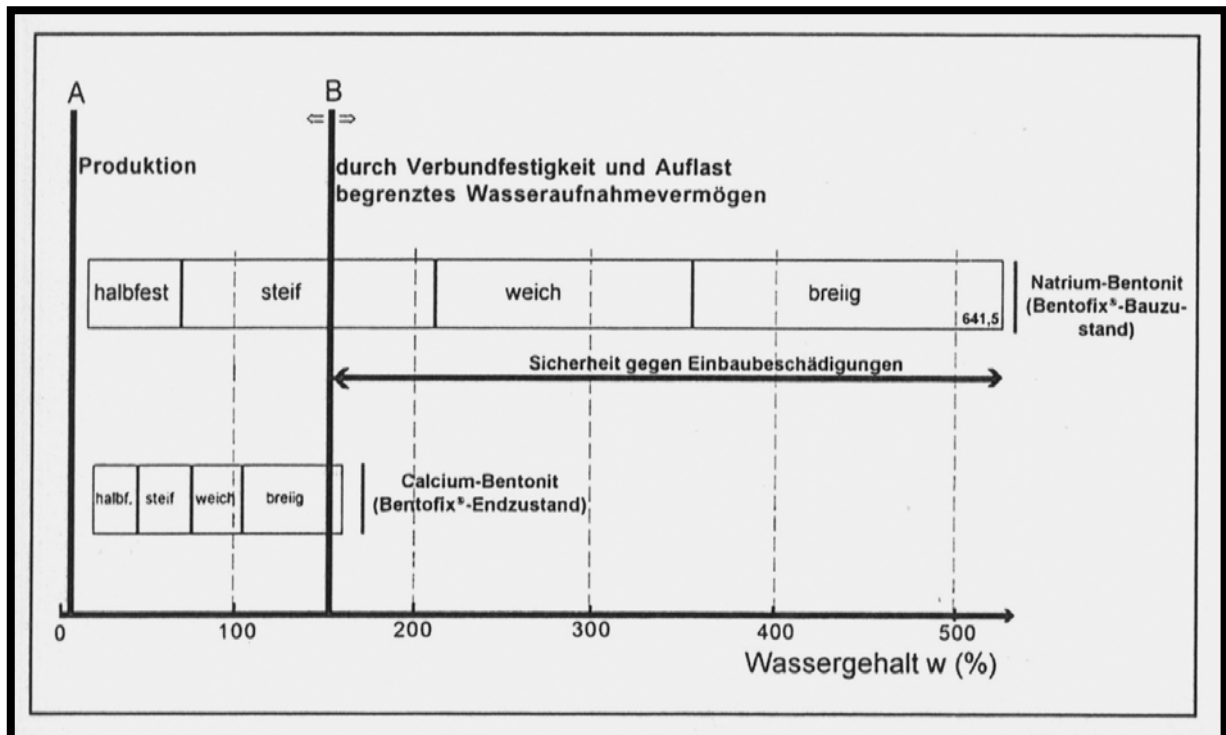 A
B
⇐ ⇒
Produktion
durch Verbundfestigkeit und Auflast
begrenztes Wasseraufnahmevermögen
halbfest
steif
weich
breiig
641,5
Natrium-Bentonit
(Bentofix®-Bauzu-
stand)
Sicherheit gegen Einbaubeschädigungen
halbf.
steif
weich
breiig
Calcium-Bentonit
(Bentofix®-Endzustand)
0
100
200
300
400
500
Wassergehalt w (%)